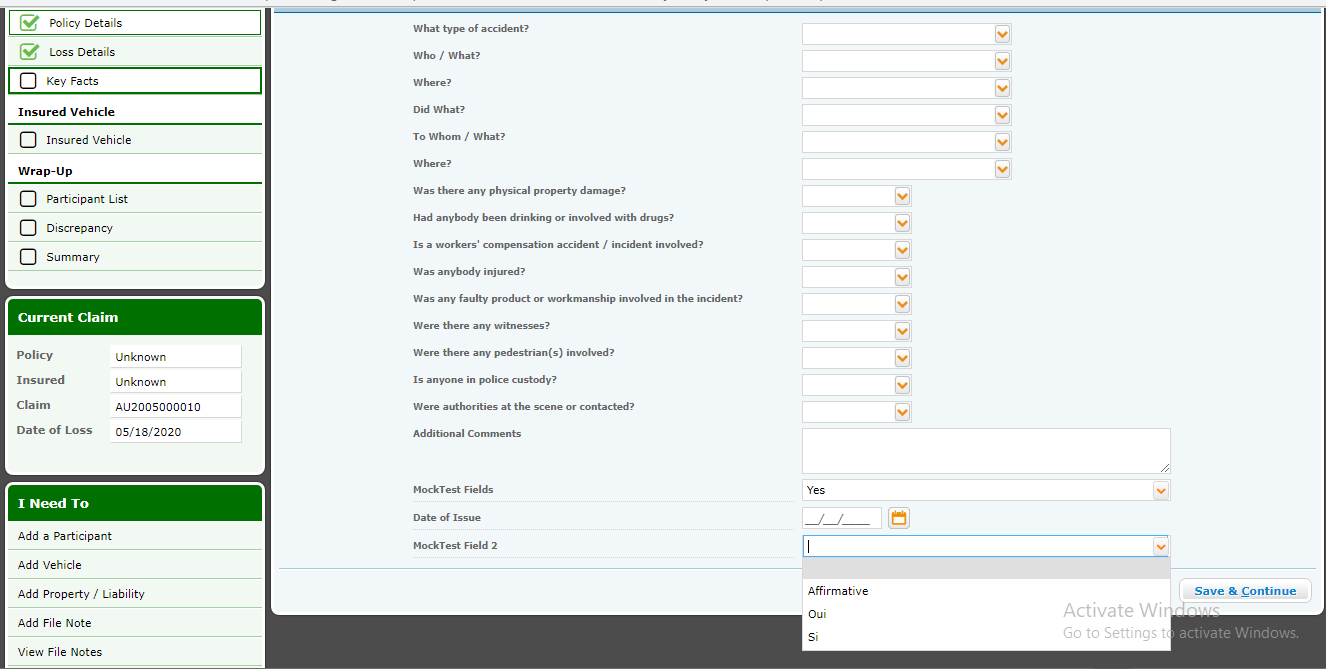 Policy Details
Loss Details
Key Facts
Insured Vehicle
Insured Vehicle
Wrap-Up
Participant List
Discrepancy
Summary
Current Claim
Policy Unknown
Insured Unknown
Claim AU2005000010
Date of Loss 05/18/2020
I Need To
Add a Participant
Add Vehicle
Add Property / Liability
Add File Note
View File Notes
What type of accident?
Who / What?
Where?
Did What?
To Whom / What?
Where?
Was there any physical property damage?
Had anybody been drinking or involved with drugs?
Is a workers' compensation accident / incident involved?
Was anybody injured?
Was any faulty product or workmanship involved in the incident?
Were there any witnesses?
Were there any pedestrian(s) involved?
Is anyone in police custody?
Were authorities at the scene or contacted?
Additional Comments
MockTest Fields Yes
Date of Issue __/__/____
MockTest Field 2
Affirmative
Oui
Si
Save & Continue
Activate Windows
Go to Settings to activate Windows.